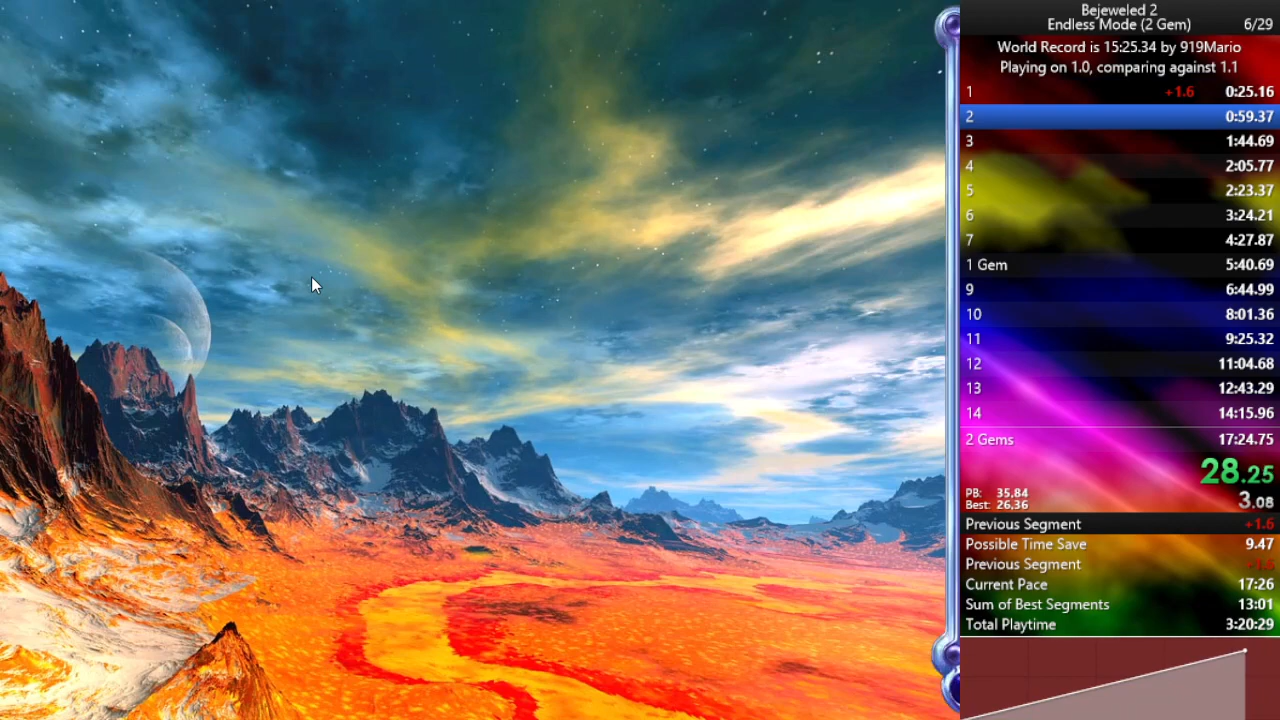 Bejeweled 2
Endless Mode (2 Gem) 6/29
World Record is 15:25.34 by 919Mario
Playing on 1.0, comparing against 1.1
1 +1.6 0:25.16
2 0:59.37
3 1:44.69
4 2:05.77
5 2:23.37
6 3:24.21
7 4:27.87
1 Gem 5:40.69
9 6:44.99
10 8:01.36
11 9:25.32
12 11:04.68
13 12:43.29
14 14:15.96
2 Gems 17:24.75
28.25
PB: 35.84 3.08
Best: 26.36
Previous Segment +1.6
Possible Time Save 9.47
Previous Segment +1.6
Current Pace 17:26
Sum of Best Segments 13:01
Total Playtime 3:20:29